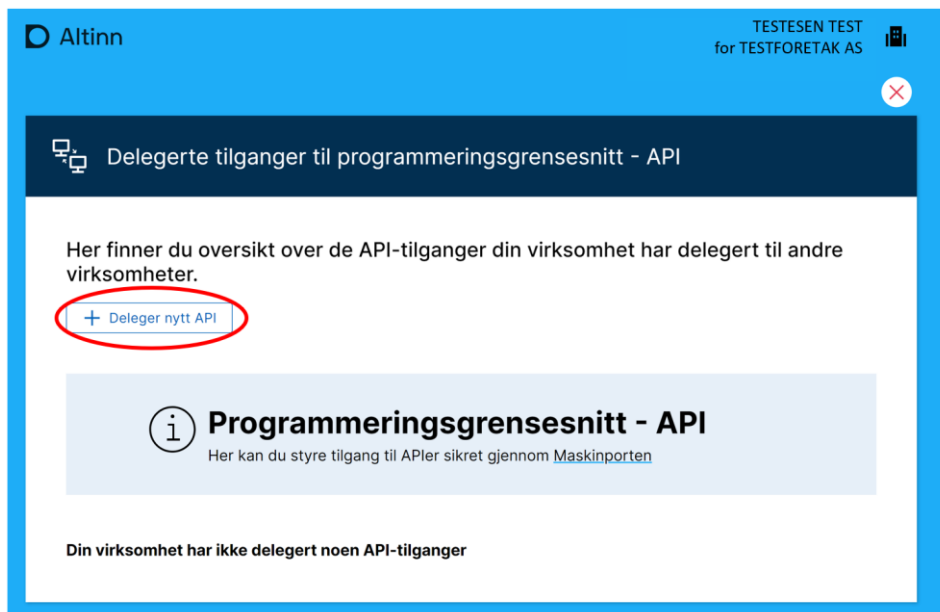 Altinn
TESTESEN TEST
for TESTFORETAK AS
Delegerte tilganger til programmeringsgrensesnitt - API
Her finner du oversikt over de API-tilganger din virksomhet har delegert til andre
virksomheter.
+ Deleger nytt API
Programmeringsgrensesnitt - API
Her kan du styre tilgang til APIer sikret gjennom Maskinporten
Din virksomhet har ikke delegert noen API-tilganger